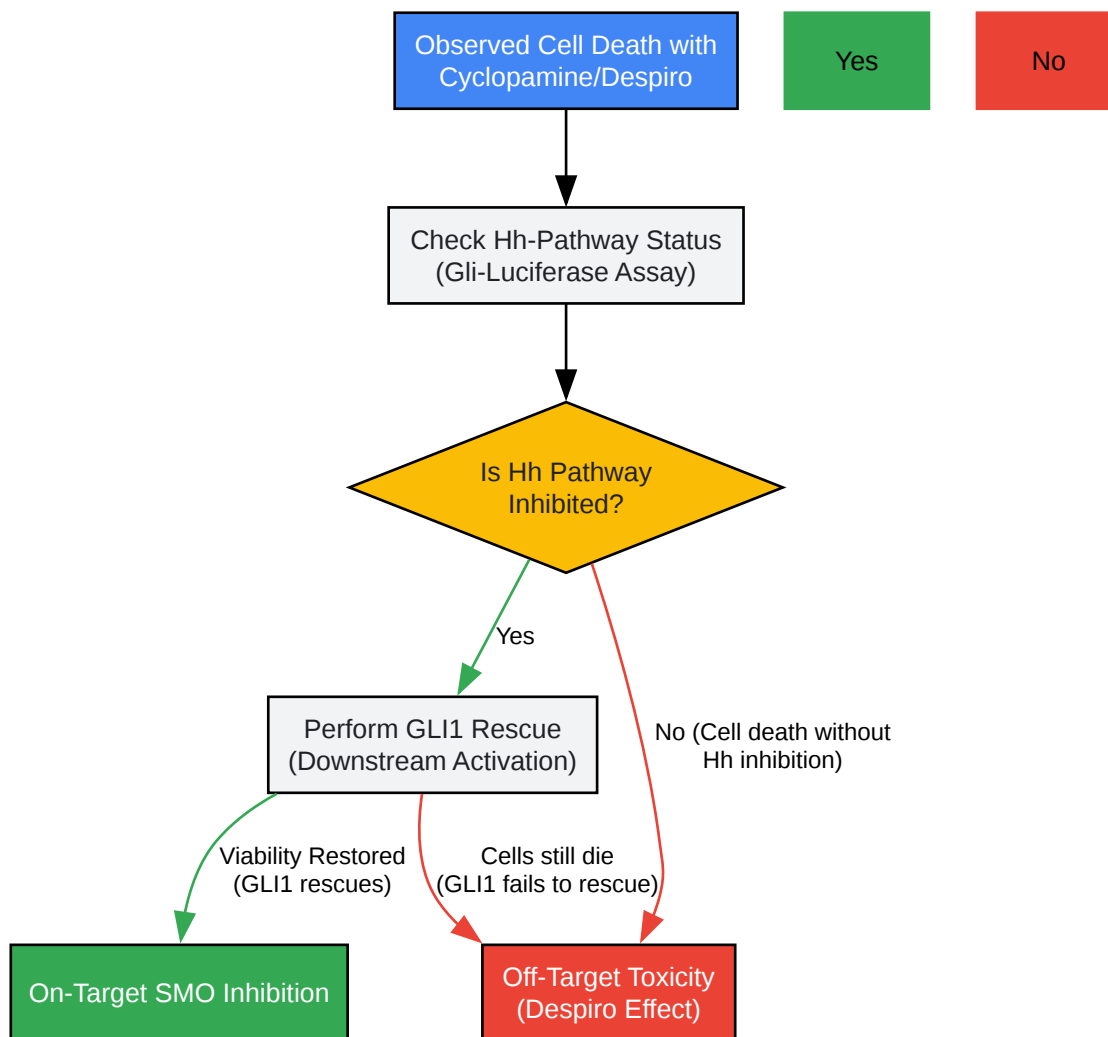 Observed Cell Death with
Cyclopamine/Despiro
Yes
No
Check Hh-Pathway Status
(Gli-Luciferase Assay)
Is Hh Pathway
Inhibited?
Yes
Perform GLI1 Rescue
(Downstream Activation)
No (Cell death without
Hh inhibition)
Viability Restored
(GLI1 rescues)
Cells still die
(GLI1 fails to rescue)
On-Target SMO Inhibition
Off-Target Toxicity
(Despiro Effect)